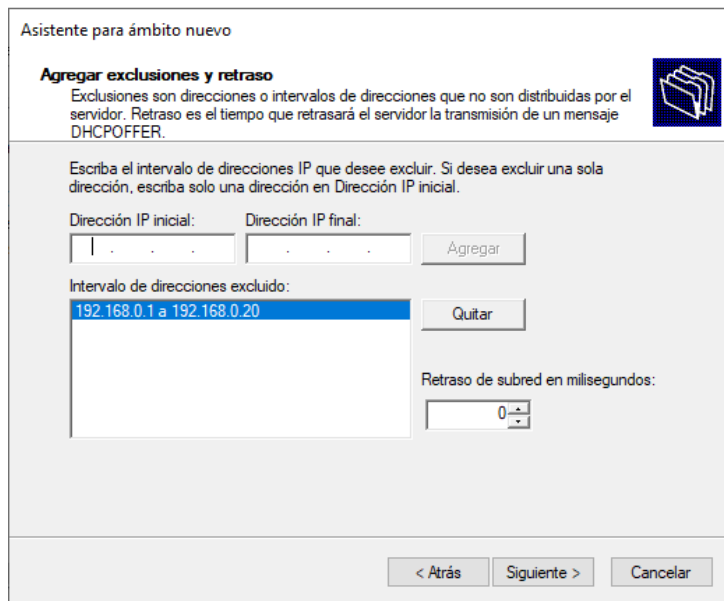 Asistente para ámbito nuevo
Agregar exclusiones y retraso
Exclusiones son direcciones o intervalos de direcciones que no son distribuidas por el
servidor. Retraso es el tiempo que retrasará el servidor la transmisión de un mensaje
DHCPOFFER.
Escriba el intervalo de direcciones IP que desee excluir. Si desea excluir una sola
dirección, escriba solo una dirección en Dirección IP inicial.
Dirección IP inicial: Dirección IP final:
. . . . . . Agregar
Intervalo de direcciones excluido:
192.168.0.1 a 192.168.0.20 Quitar
Retraso de subred en milisegundos:
0
< Atrás Siguiente > Cancelar